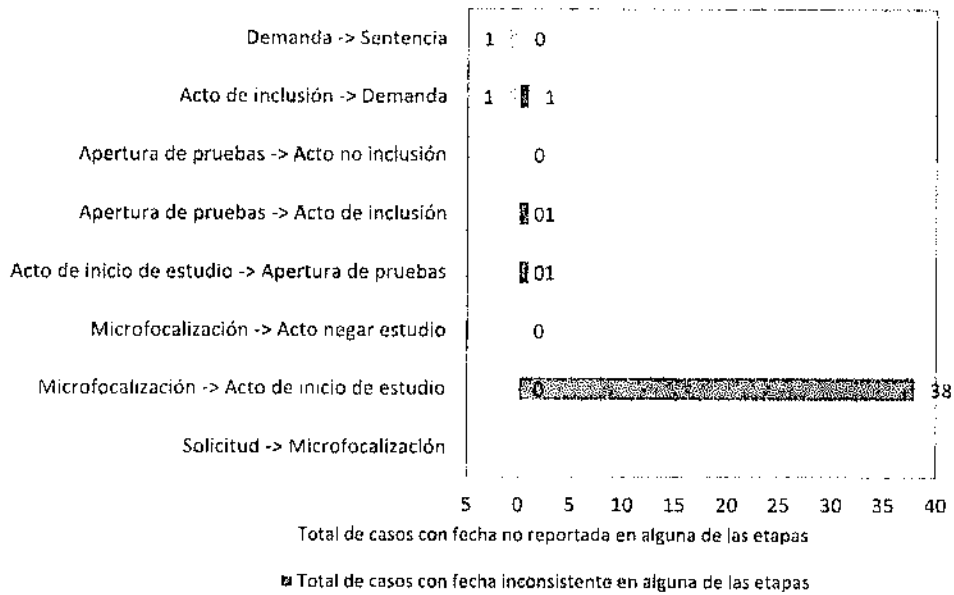 Demanda -> Sentencia 1 0
Acto de inclusión -> Demanda 1 1
Apertura de pruebas -> Acto no inclusión 0
Apertura de pruebas -> Acto de inclusión 01
Acto de inicio de estudio -> Apertura de pruebas 01
Microfocalización -> Acto negar estudio 0
Microfocalización -> Acto de inicio de estudio 0 38
Solicitud -> Microfocalización
5 0 5 10 15 20 25 30 35 40
Total de casos con fecha no reportada en alguna de las etapas
Total de casos con fecha inconsistente en alguna de las etapas